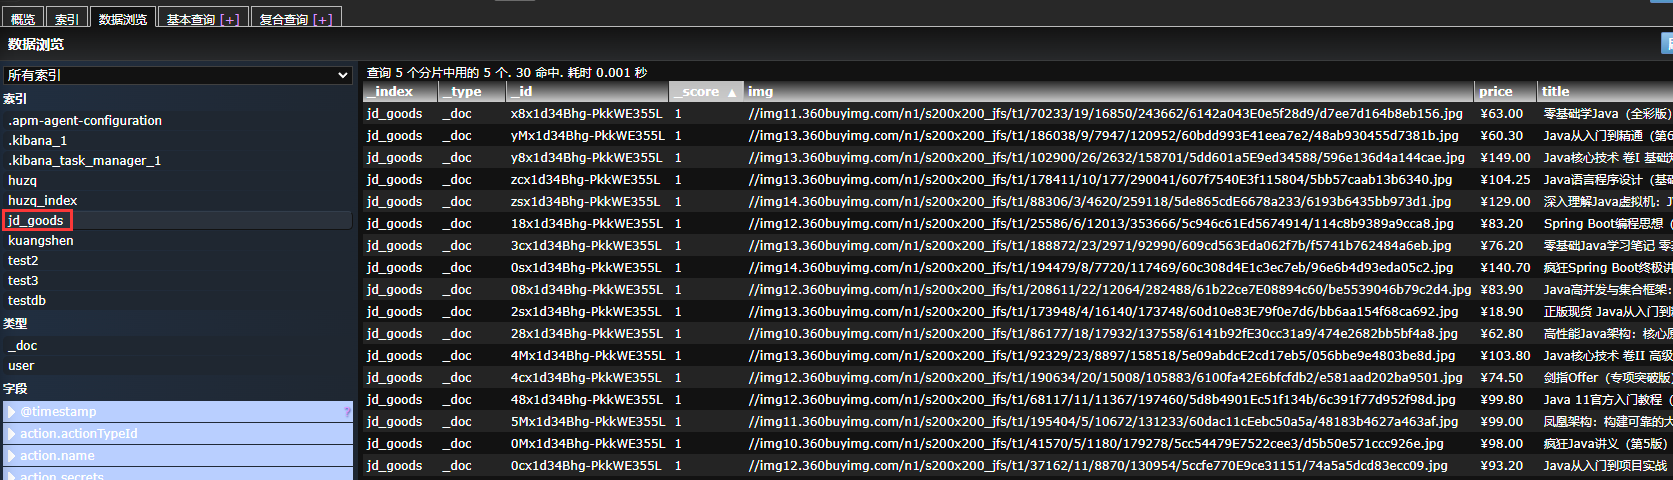 概览 索引 数据浏览 基本查询 [+] 复合查询 [+]
数据浏览
所有索引
索引
.apm-agent-configuration
.kibana_1
.kibana_task_manager_1
huzq
huzq_index
jd_goods
kuangshen
test2
test3
testdb
类型
_doc
user
字段
@timestamp ?
action.actionTypeId
action.name
action.secrets
查询 5 个分片中用的 5 个. 30 命中. 耗时 0.001 秒
_index _type _id _score ▲ img price title
jd_goods _doc x8x1d34Bhg-PkkWE355L 1 //img11.360buyimg.com/n1/s200x200_jfs/t1/70233/19/16850/243662/6142a043E0e5f28d9/d7ee7d164b8eb156.jpg ¥63.00 零基础学Java（全彩版）
jd_goods _doc yMx1d34Bhg-PkkWE355L 1 //img13.360buyimg.com/n1/s200x200_jfs/t1/186038/9/7947/120952/60bdd993E41eea7e2/48ab930455d7381b.jpg ¥60.30 Java从入门到精通（第6
jd_goods _doc y8x1d34Bhg-PkkWE355L 1 //img13.360buyimg.com/n1/s200x200_jfs/t1/102900/26/2632/158701/5dd601a5E9ed34588/596e136d4a144cae.jpg ¥149.00 Java核心技术 卷I 基础知
jd_goods _doc zcx1d34Bhg-PkkWE355L 1 //img13.360buyimg.com/n1/s200x200_jfs/t1/178411/10/177/290041/607f7540E3f115804/5bb57caab13b6340.jpg ¥104.25 Java语言程序设计（基础
jd_goods _doc zsx1d34Bhg-PkkWE355L 1 //img14.360buyimg.com/n1/s200x200_jfs/t1/88306/3/4620/259118/5de865cdE6678a233/6193b6435bb973d1.jpg ¥129.00 深入理解Java虚拟机：J
jd_goods _doc 18x1d34Bhg-PkkWE355L 1 //img12.360buyimg.com/n1/s200x200_jfs/t1/25586/6/12013/353666/5c946c61Ed5674914/114c8b9389a9cca8.jpg ¥83.20 Spring Boot编程思想（
jd_goods _doc 3cx1d34Bhg-PkkWE355L 1 //img13.360buyimg.com/n1/s200x200_jfs/t1/188872/23/2971/92990/609cd563Eda062f7b/f5741b762484a6eb.jpg ¥76.20 零基础Java学习笔记 零
jd_goods _doc 0sx1d34Bhg-PkkWE355L 1 //img14.360buyimg.com/n1/s200x200_jfs/t1/194479/8/7720/117469/60c308d4E1c3ec7eb/96e6b4d93eda05c2.jpg ¥140.70 疯狂Spring Boot终极讲
jd_goods _doc 08x1d34Bhg-PkkWE355L 1 //img12.360buyimg.com/n1/s200x200_jfs/t1/208611/22/12064/282488/61b22ce7E08894c60/be5539046b79c2d4.jpg ¥83.90 Java高并发与集合框架：
jd_goods _doc 2sx1d34Bhg-PkkWE355L 1 //img13.360buyimg.com/n1/s200x200_jfs/t1/173948/4/16140/173748/60d10e83E79f0e7d6/bb6aa154f68ca692.jpg ¥18.90 正版现货 Java从入门到
jd_goods _doc 28x1d34Bhg-PkkWE355L 1 //img10.360buyimg.com/n1/s200x200_jfs/t1/86177/18/17932/137558/6141b92fE30cc31a9/474e2682bb5bf4a8.jpg ¥62.80 高性能Java架构：核心原
jd_goods _doc 4Mx1d34Bhg-PkkWE355L 1 //img13.360buyimg.com/n1/s200x200_jfs/t1/92329/23/8897/158518/5e09abdcE2cd17eb5/056bbe9e4803be8d.jpg ¥103.80 Java核心技术 卷II 高级
jd_goods _doc 4cx1d34Bhg-PkkWE355L 1 //img12.360buyimg.com/n1/s200x200_jfs/t1/190634/20/15008/105883/6100fa42E6bfcfdb2/e581aad202ba9501.jpg ¥74.50 剑指Offer（专项突破版）
jd_goods _doc 48x1d34Bhg-PkkWE355L 1 //img12.360buyimg.com/n1/s200x200_jfs/t1/68117/11/11367/197460/5d8b4901Ec51f134b/6c391f77d952f98d.jpg ¥99.80 Java 11官方入门教程（
jd_goods _doc 5Mx1d34Bhg-PkkWE355L 1 //img11.360buyimg.com/n1/s200x200_jfs/t1/195404/5/10672/131233/60dac11cEebc50a5a/48183b4627a463af.jpg ¥99.00 凤凰架构：构建可靠的大
jd_goods _doc 0Mx1d34Bhg-PkkWE355L 1 //img10.360buyimg.com/n1/s200x200_jfs/t1/41570/5/1180/179278/5cc54479E7522cee3/d5b50e571ccc926e.jpg ¥98.00 疯狂Java讲义（第5版）
jd_goods _doc 0cx1d34Bhg-PkkWE355L 1 //img12.360buyimg.com/n1/s200x200_jfs/t1/37162/11/8870/130954/5ccfe770E9ce31151/74a5a5dcd83ecc09.jpg ¥93.20 Java从入门到项目实战